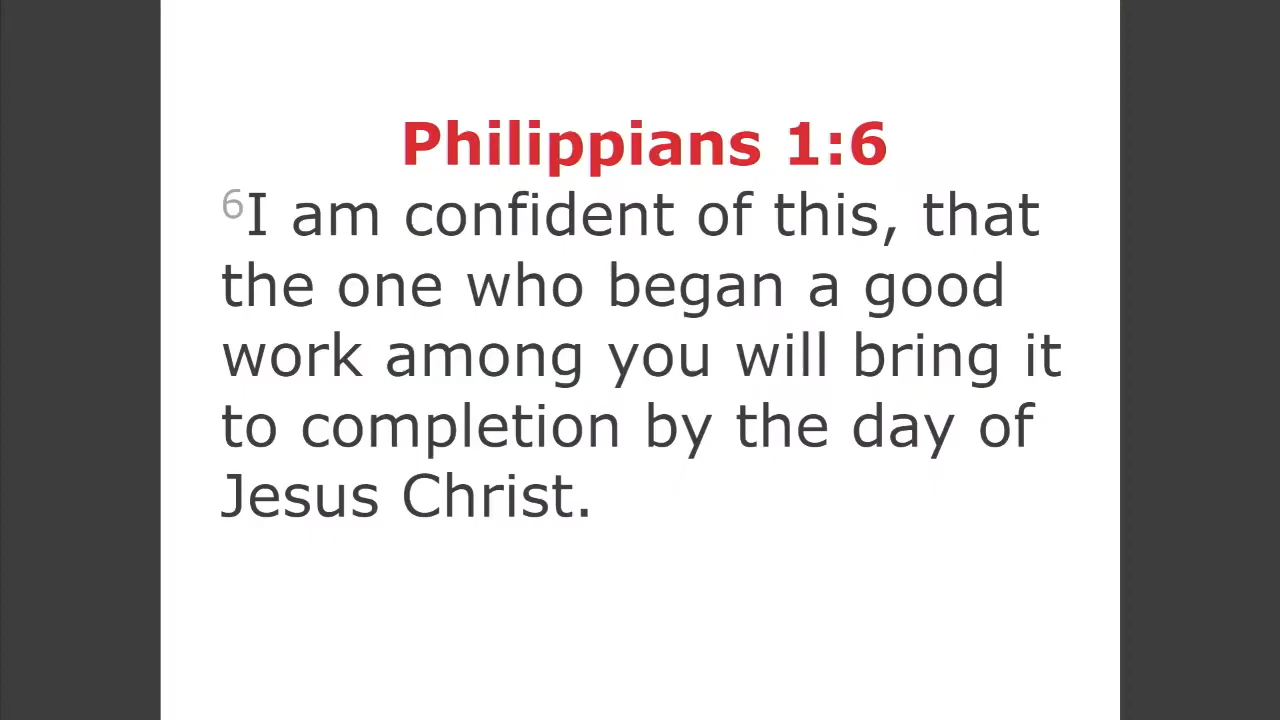 Philippians 1:6
6I am confident of this, that
the one who began a good
work among you will bring it
to completion by the day of
Jesus Christ.